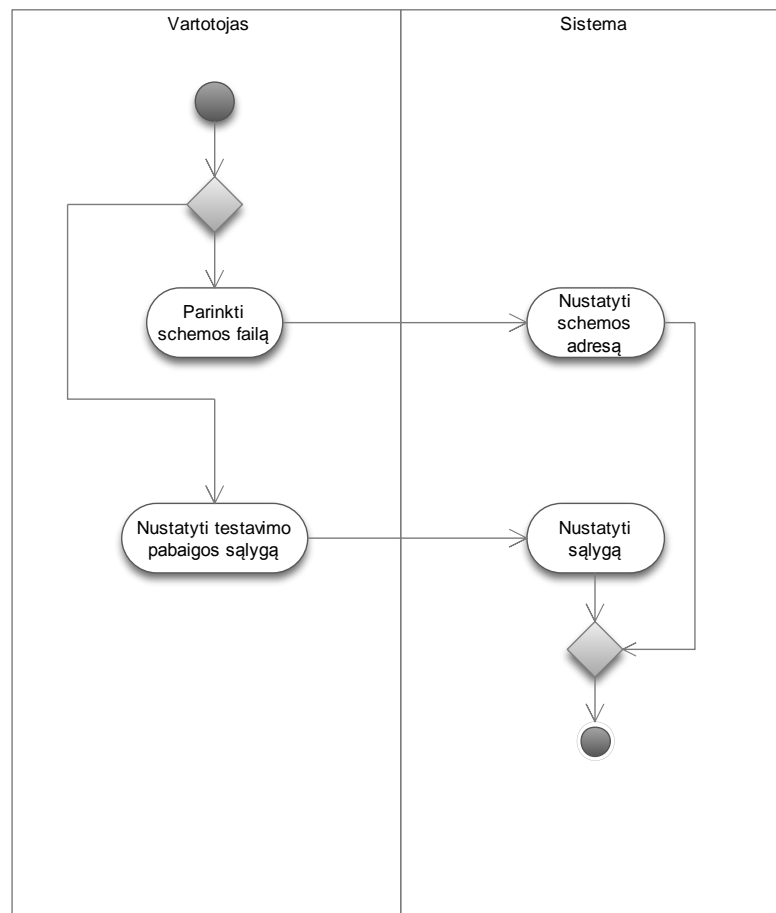 Vartotojas
Sistema
Parinkti
schemos failą
Nustatyti
schemos
adresą
Nustatyti testavimo
pabaigos sąlygą
Nustatyti
sąlygą